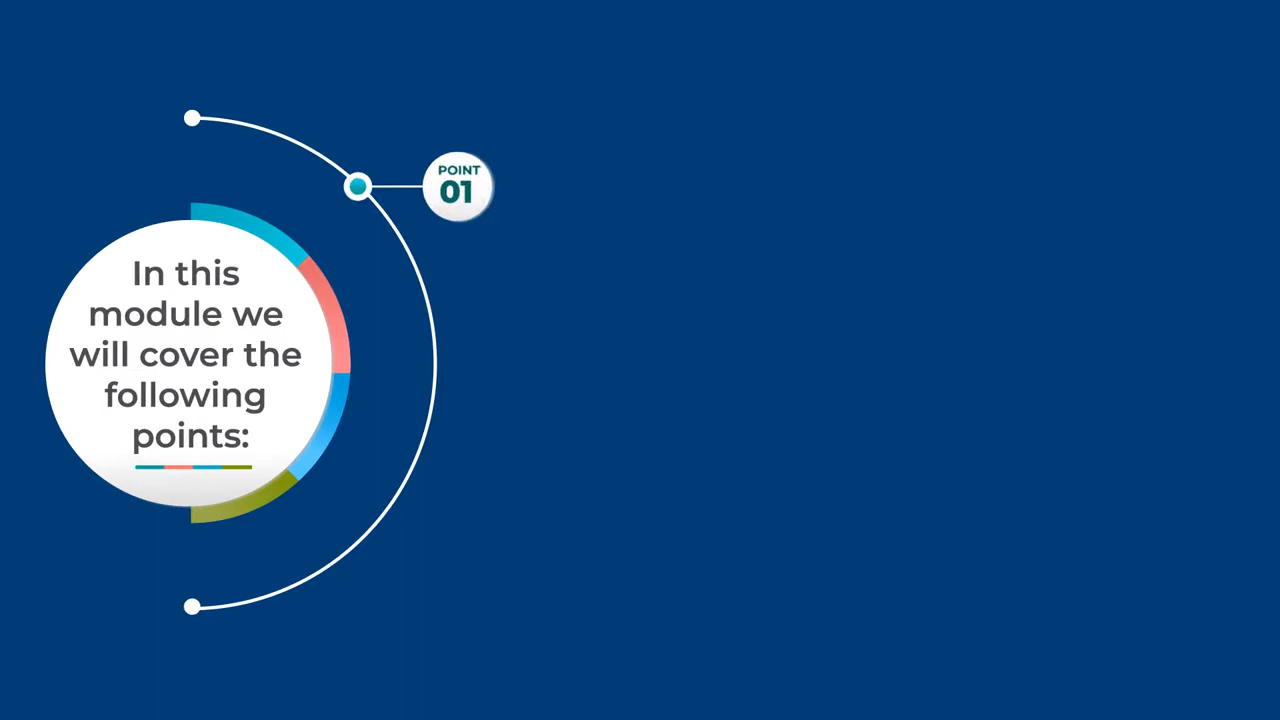 In this
module we
will cover the
following
points:
POINT
01